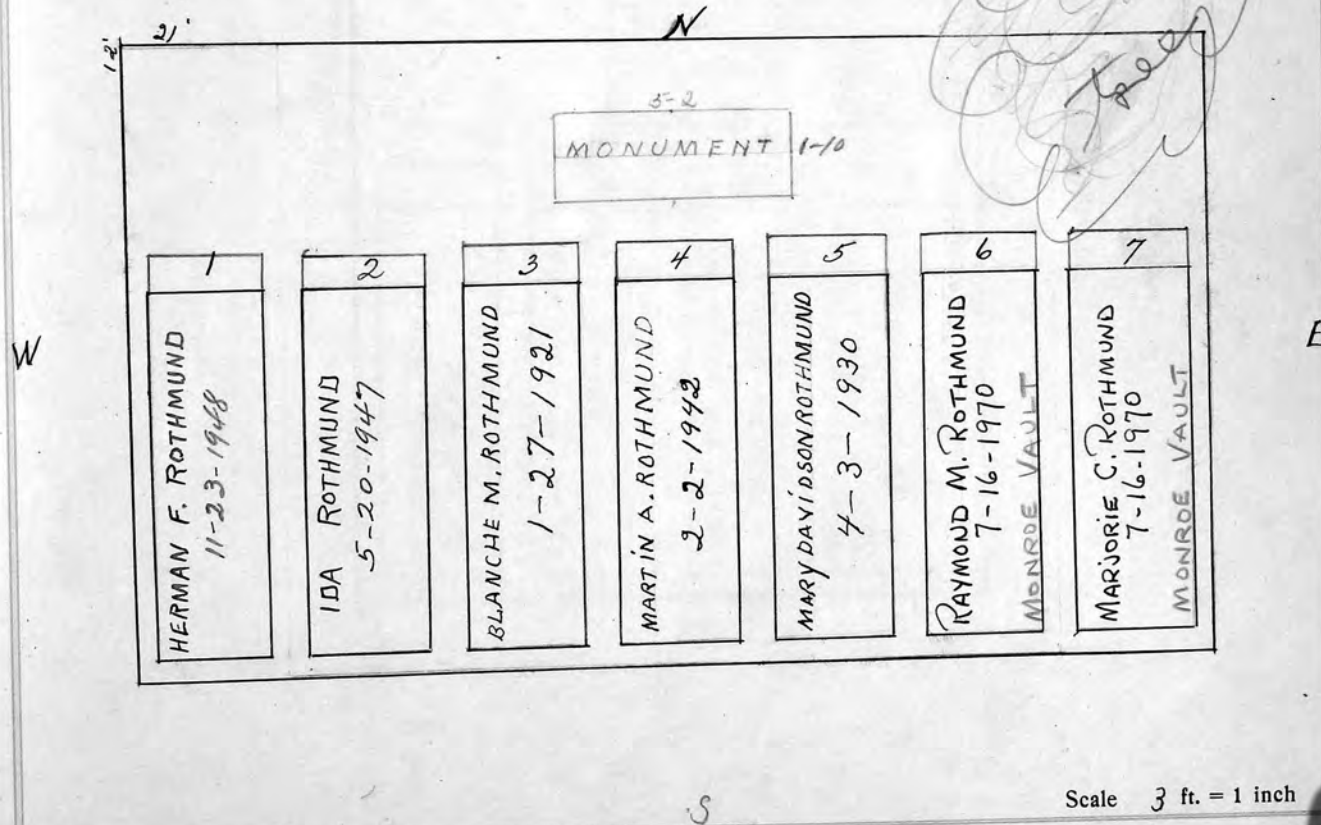 21'
12'
N
Tree
5-2
MONUMENT 1-10
W
E
1
HERMAN F. ROTHMUND
11-23-1948
2
IDA ROTHMUND
5-20-1947
3
BLANCHE M. ROTHMUND
1-27-1921
4
MARTIN A. ROTHMUND
2-2-1942
5
MARY DAVIDSON ROTHMUND
4-3-1930
6
RAYMOND M. ROTHMUND
7-16-1970
MONROE VAULT
7
MARJORIE C. ROTHMUND
7-16-1970
MONROE VAULT
S
Scale 3 ft. = 1 inch